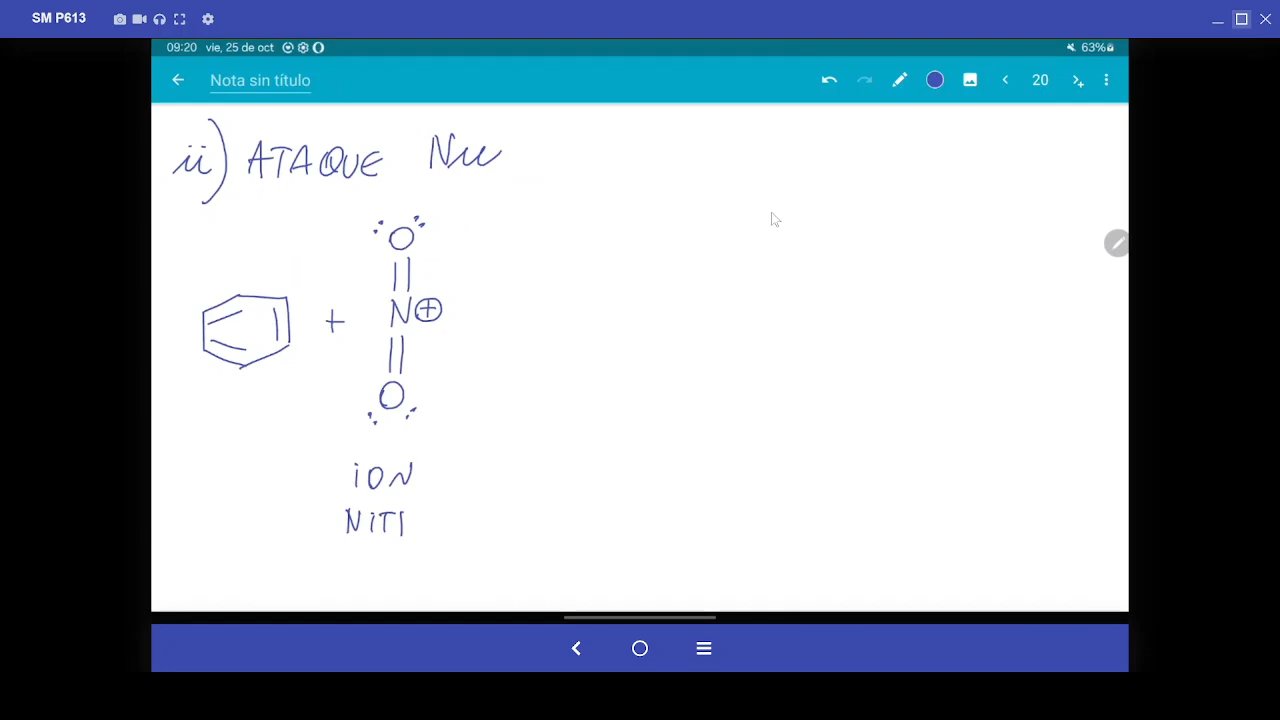 SM P613
09:20 vie, 25 de oct
63%
Nota sin título
20
ii) ATAQUE Nu
O
N+
+
O
iON
NiTI